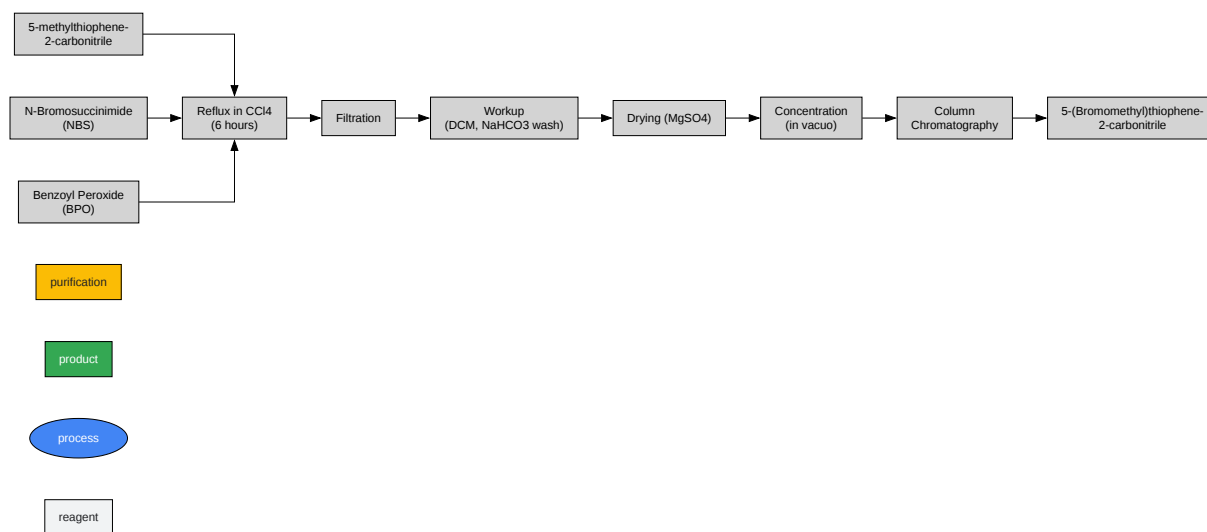 5-methylthiophene-
2-carbonitrile
N-Bromosuccinimide
(NBS)
Benzoyl Peroxide
(BPO)
Reflux in CCl4
(6 hours)
Filtration
Workup
(DCM, NaHCO3 wash)
Drying (MgSO4)
Concentration
(in vacuo)
Column
Chromatography
5-(Bromomethyl)thiophene-
2-carbonitrile
purification
product
process
reagent